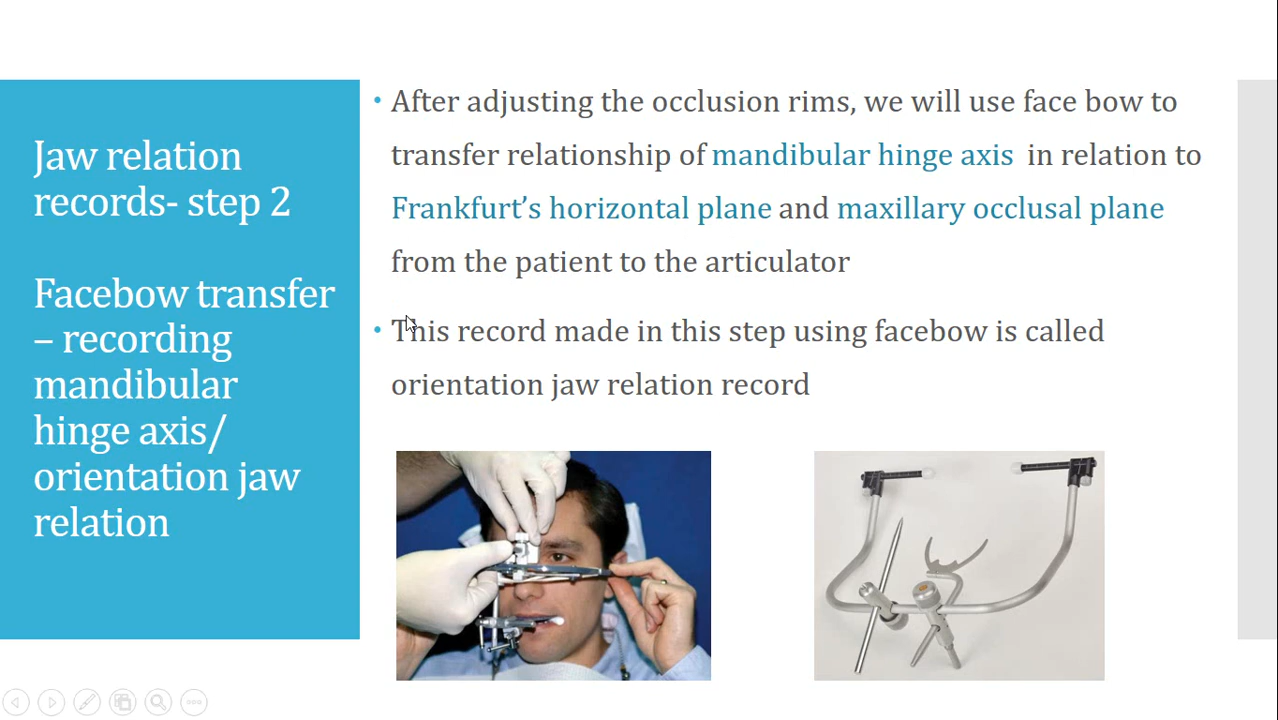 Jaw relation
records- step 2
Facebow transfer
– recording
mandibular
hinge axis/
orientation jaw
relation
After adjusting the occlusion rims, we will use face bow to
transfer relationship of mandibular hinge axis in relation to
Frankfurt’s horizontal plane and maxillary occlusal plane
from the patient to the articulator
This record made in this step using facebow is called
orientation jaw relation record